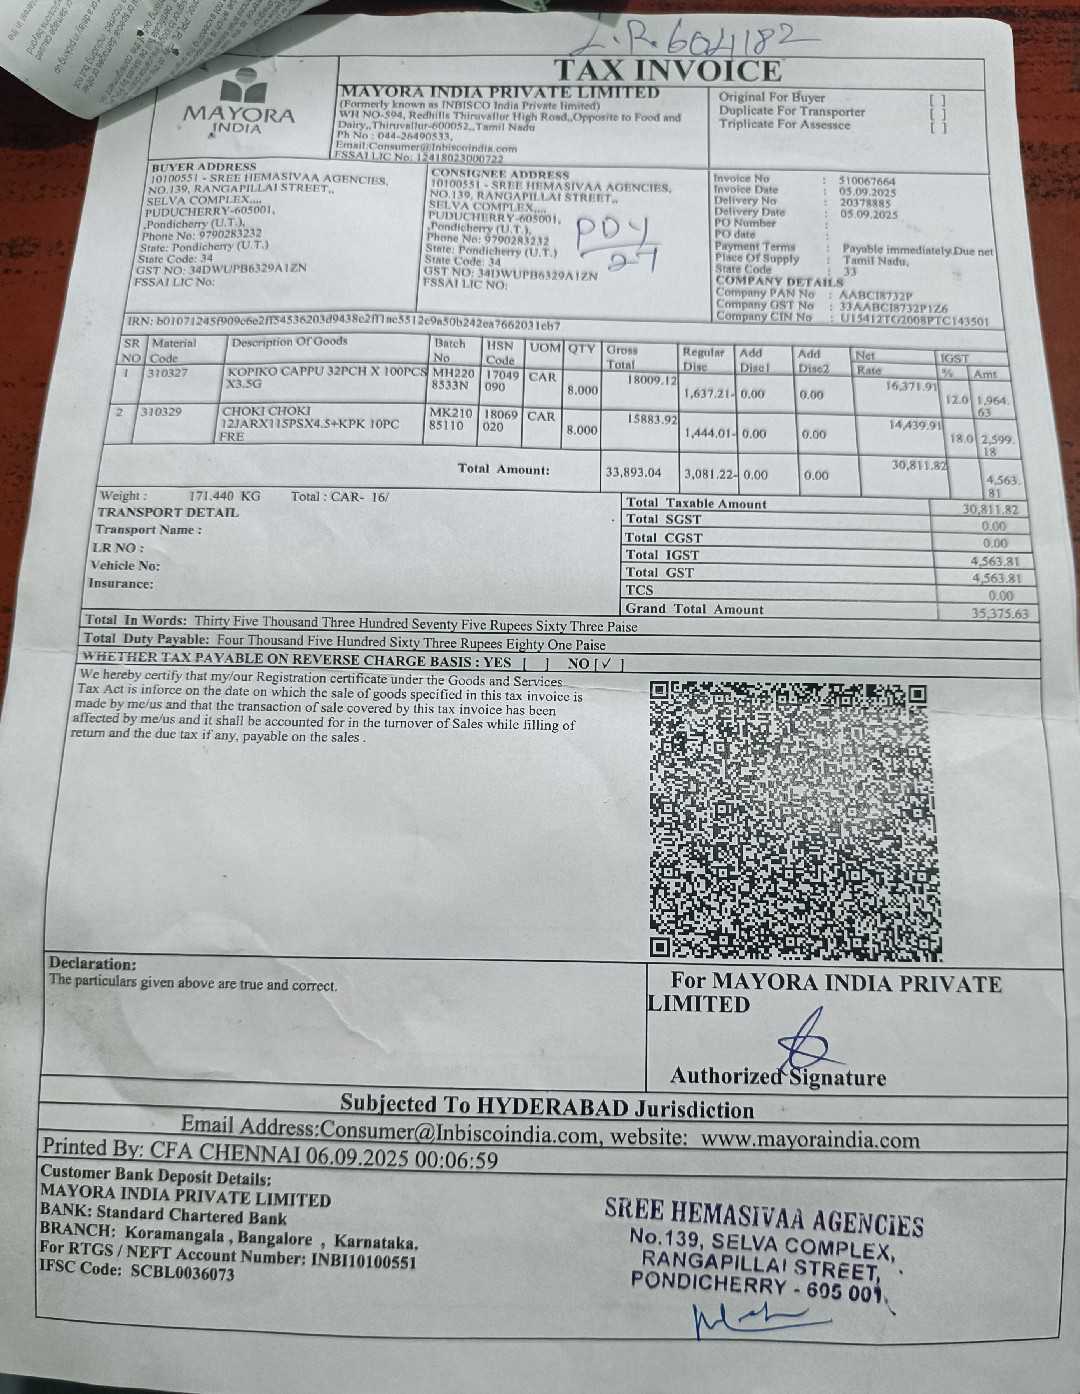 L.R. 604182
TAX INVOICE
MAYORA
INDIA
MAYORA INDIA PRIVATE LIMITED
(Formerly known as INBISCO India Private limited)
WH NO-594, Redhills Thiruvallur High Road,,Opposite to Food and
Dairy,,Thiruvallur-600052,,Tamil Nadu
Ph No : 044-26490533,
Email:Consumer@Inbiscoindia.com
FSSAI LIC No: 12418023000722
Original For Buyer [ ]
Duplicate For Transporter [ ]
Triplicate For Assessee [ ]
BUYER ADDRESS
10100551 - SREE HEMASIVAA AGENCIES,
NO.139, RANGAPILLAI STREET,,
SELVA COMPLEX,,,,
PUDUCHERRY-605001,
,Pondicherry (U.T.),
Phone No: 9790283232
State: Pondicherry (U.T.)
State Code: 34
GST NO: 34DWUPB6329A1ZN
FSSAI LIC No:
CONSIGNEE ADDRESS
10100551 - SREE HEMASIVAA AGENCIES,
NO.139, RANGAPILLAI STREET,,
SELVA COMPLEX,,,,
PUDUCHERRY-605001,
,Pondicherry (U.T.),
Phone No: 9790283232
State: Pondicherry (U.T.)
State Code: 34
GST NO: 34DWUPB6329A1ZN
FSSAI LIC NO:
PDY
27
Invoice No : 510067664
Invoice Date : 05.09.2025
Delivery No : 20378885
Delivery Date : 05.09.2025
PO Number :
PO date :
Payment Terms : Payable immediately.Due net
Place Of Supply : Tamil Nadu,
State Code : 33
COMPANY DETAILS
Company PAN No : AABCI8732P
Company GST No : 33AABCI8732P1Z6
Company CIN No : U15412TG2008PTC143501
SR NO Material Code Description Of Goods Batch No HSN Code UOM QTY Gross Total Regular Disc Add Disc1 Add Disc2 Net Rate IGST % Amt
1 310327 KOPIKO CAPPU 32PCH X 100PCS X3.5G MH220 8533N 17049 090 CAR 8.000 18009.12 1,637.21- 0.00 0.00 16,371.91 12.0 1,964. 63
2 310329 CHOKI CHOKI 12JARX115PSX4.5+KPK 10PC FRE MK210 85110 18069 020 CAR 8.000 15883.92 1,444.01- 0.00 0.00 14,439.91 18.0 2,599. 18
Total Amount: 33,893.04 3,081.22- 0.00 0.00 30,811.82 4,563. 81
Weight : 171.440 KG Total : CAR- 16/
TRANSPORT DETAIL
Transport Name :
LR NO :
Vehicle No:
Insurance:
Total Taxable Amount 30,811.82
Total SGST 0.00
Total CGST 0.00
Total IGST 4,563.81
Total GST 4,563.81
TCS 0.00
Grand Total Amount 35,375.63
Total In Words: Thirty Five Thousand Three Hundred Seventy Five Rupees Sixty Three Paise
Total Duty Payable: Four Thousand Five Hundred Sixty Three Rupees Eighty One Paise
WHETHER TAX PAYABLE ON REVERSE CHARGE BASIS : YES [ ] NO [✓ ]
We hereby certify that my/our Registration certificate under the Goods and Services
Tax Act is inforce on the date on which the sale of goods specified in this tax invoice is
made by me/us and that the transaction of sale covered by this tax invoice has been
affected by me/us and it shall be accounted for in the turnover of Sales while filling of
return and the due tax if any, payable on the sales .
Declaration:
The particulars given above are true and correct.
For MAYORA INDIA PRIVATE
LIMITED
Authorized Signature
Subjected To HYDERABAD Jurisdiction
Email Address:Consumer@Inbiscoindia.com, website: www.mayoraindia.com
Printed By: CFA CHENNAI 06.09.2025 00:06:59
Customer Bank Deposit Details:
MAYORA INDIA PRIVATE LIMITED
BANK: Standard Chartered Bank
BRANCH: Koramangala , Bangalore , Karnataka.
For RTGS / NEFT Account Number: INBI10100551
IFSC Code: SCBL0036073
SREE HEMASIVAA AGENCIES
No.139, SELVA COMPLEX,
RANGAPILLAI STREET,
PONDICHERRY - 605 001.